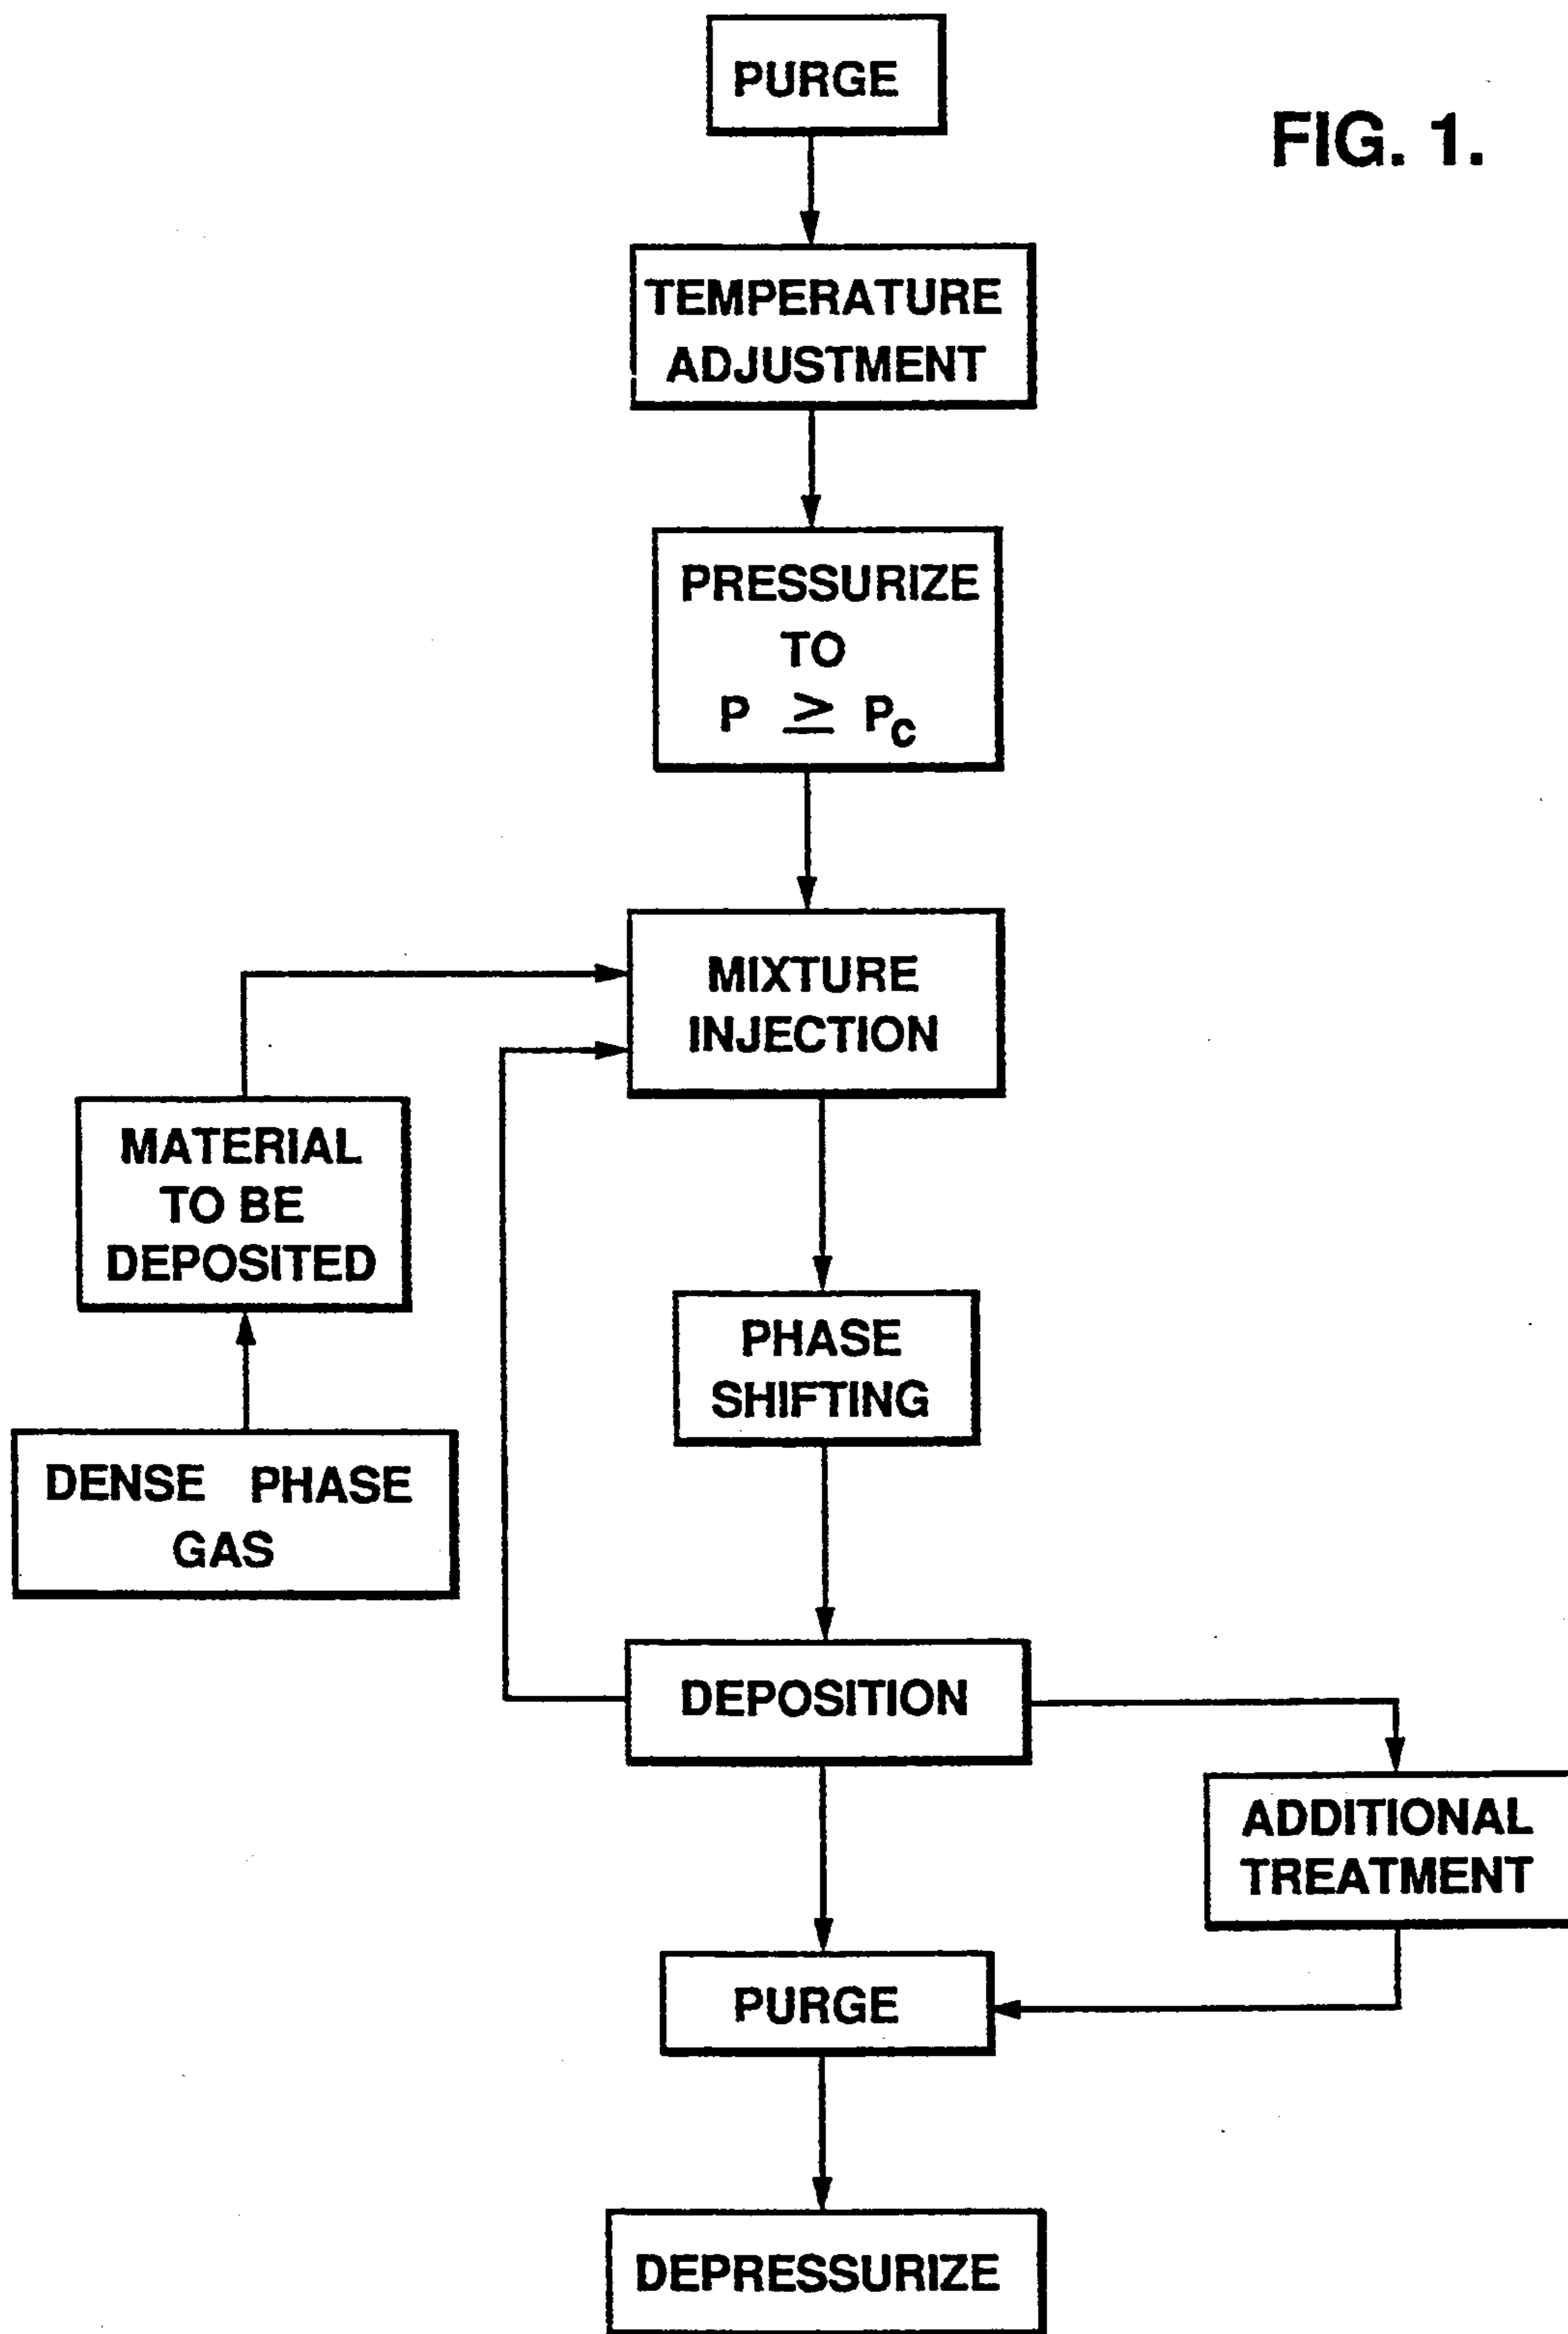 PURGE
FIG. 1.
TEMPERATURE
ADJUSTMENT
PRESSURIZE
TO
P ≥ Pc
MIXTURE
INJECTION
MATERIAL
TO BE
DEPOSITED
PHASE
SHIFTING
DENSE PHASE
GAS
DEPOSITION
ADDITIONAL
TREATMENT
PURGE
DEPRESSURIZE